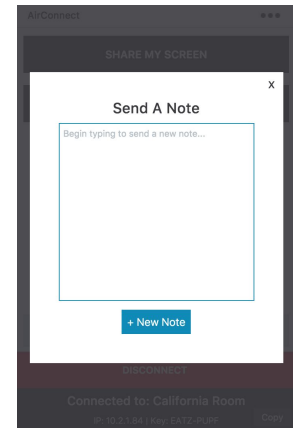 AirConnect
SHARE MY SCREEN
X
Send A Note
Begin typing to send a new note...
+ New Note
DISCONNECT
Connected to: California Room
IP: 10.2.1.84 | Key: EATZ-PUPF
Copy